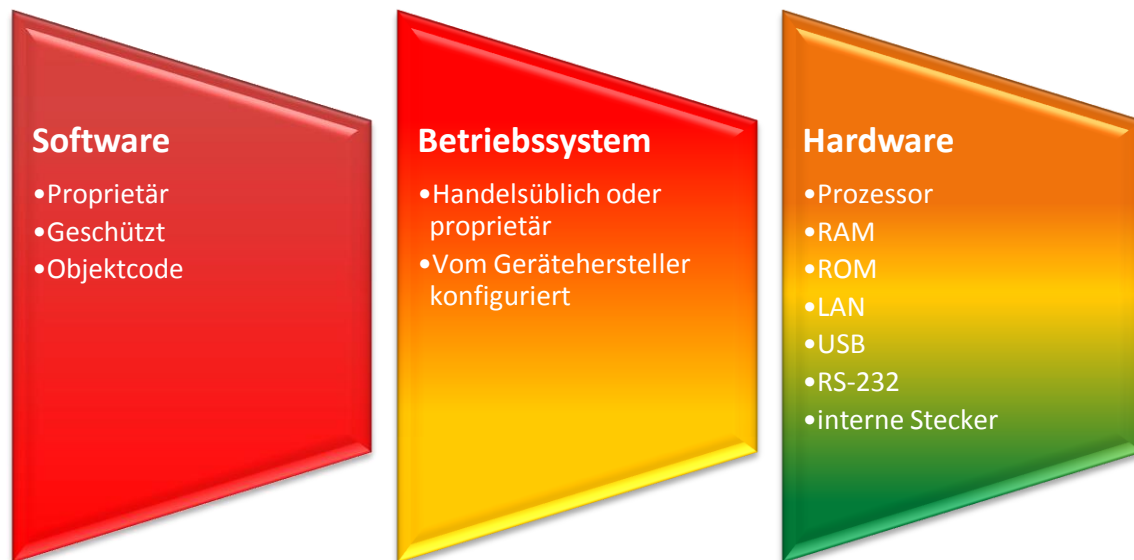 Software
•Proprietär
•Geschützt
•Objektcode
Betriebssystem
•Handelsüblich oder
proprietär
•Vom Gerätehersteller
konfiguriert
Hardware
•Prozessor
•RAM
•ROM
•LAN
•USB
•RS-232
•interne Stecker